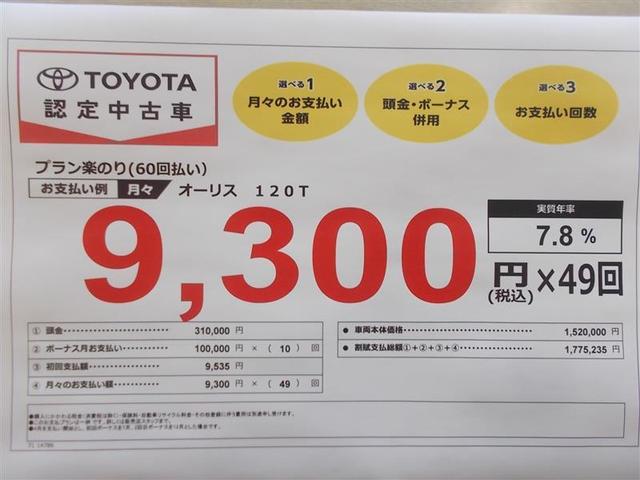 TOYOTA
認定中古車
選べる1
月々のお支払い
金額
選べる2
頭金・ボーナス
併用
選べる3
お支払い回数
プラン楽のり(60回払い)
お支払い例 月々 オーリス 120T
9,300円(税込)×49回
実質年率
7.8%
① 頭金 310,000 円
② ボーナス月お支払い 100,000 円 × ( 10 ) 回
③ 初回支払額 9,535 円
④ 月々のお支払い額 9,300 円 × ( 49 ) 回
● 車両本体価格 1,520,000 円
● 割賦支払総額①+②+③+④ 1,775,235 円